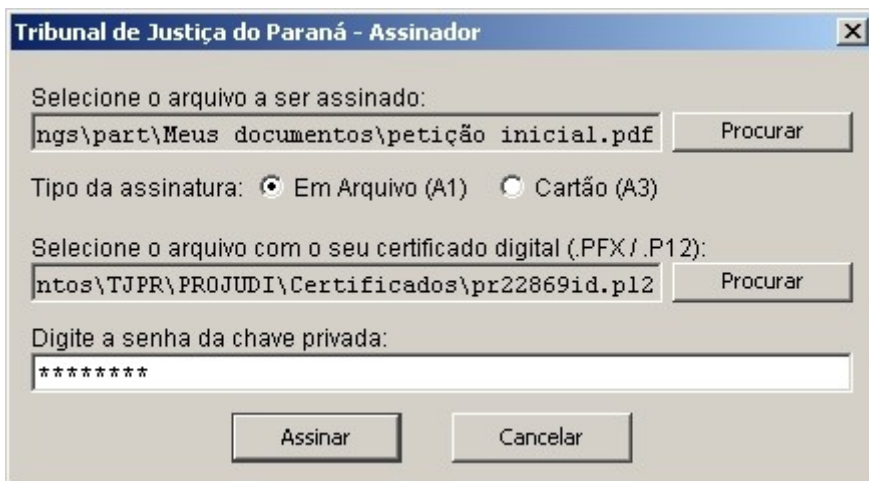 Tribunal de Justiça do Paraná - Assinador
Selecione o arquivo a ser assinado:
ngs\part\Meus documentos\petição inicial.pdf Procurar
Tipo da assinatura: Em Arquivo (A1) Cartão (A3)
Selecione o arquivo com o seu certificado digital (.PFX / .P12):
ntos\TJPR\PROJUDI\Certificados\pr22869id.p12 Procurar
Digite a senha da chave privada:
********
Assinar Cancelar